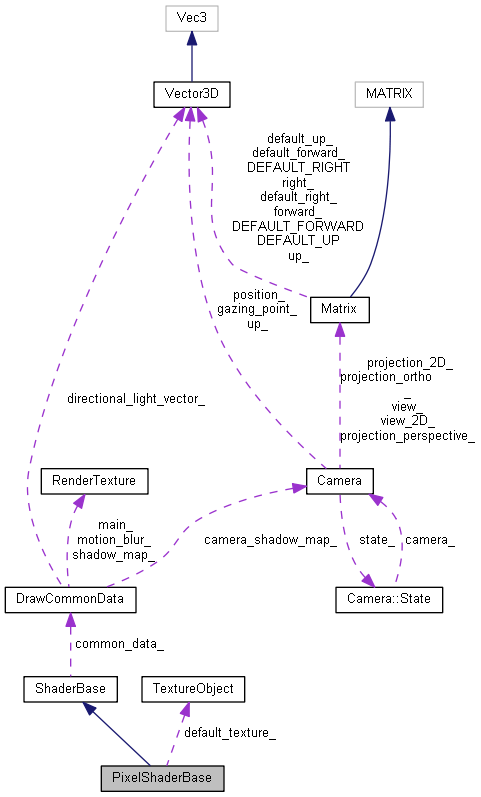 Vec3
Vector3D
MATRIX
default_up_
default_forward_
DEFAULT_RIGHT
right_
default_right_
forward_
DEFAULT_FORWARD
DEFAULT_UP
up_
position_
gazing_point_
up_
Matrix
projection_2D_
projection_ortho
_
view_
view_2D_
projection_perspective_
directional_light_vector_
RenderTexture
Camera
main_
motion_blur_
shadow_map_
camera_shadow_map_
state_
camera_
DrawCommonData
Camera::State
common_data_
ShaderBase
TextureObject
default_texture_
PixelShaderBase